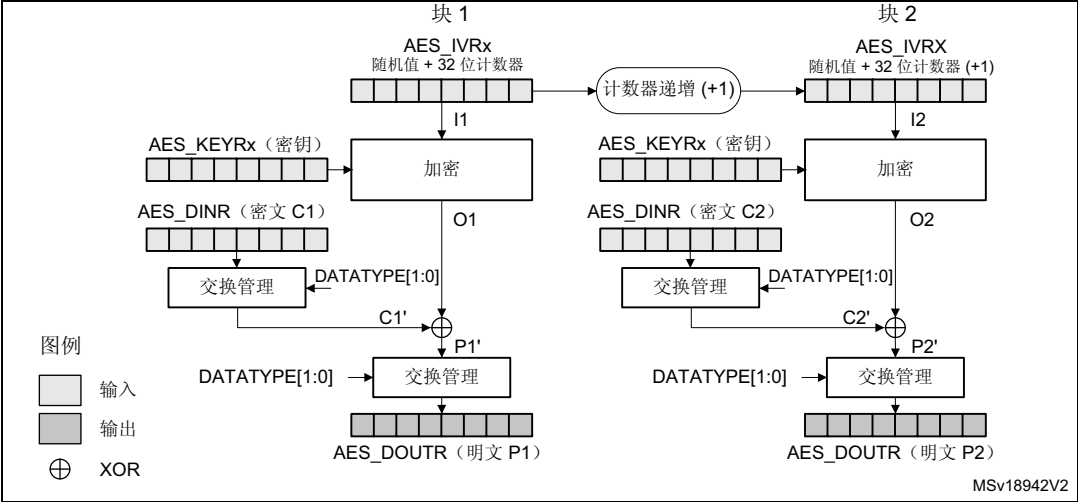 块 1
块 2
AES_IVRx
随机值 + 32 位计数器
计数器递增 (+1)
AES_IVRX
随机值 + 32 位计数器 (+1)
I1
I2
AES_KEYRx（密钥）
加密
AES_KEYRx（密钥）
加密
AES_DINR（密文 C1）
O1
AES_DINR（密文 C2）
O2
交换管理
DATATYPE[1:0]
交换管理
DATATYPE[1:0]
C1'
C2'
P1'
P2'
图例
DATATYPE[1:0]
交换管理
DATATYPE[1:0]
交换管理
输入
输出
AES_DOUTR（明文 P1）
AES_DOUTR（明文 P2）
XOR
MSv18942V2